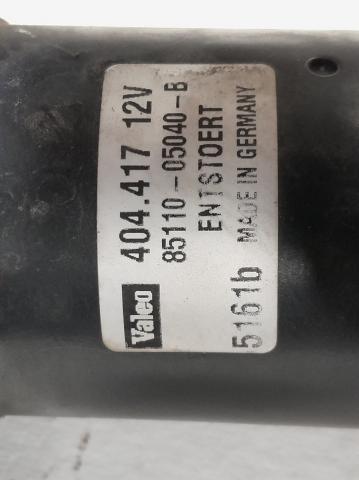 Valeo 404.417 12V
85110-05040-B
ENTSTOERT
5161b MADE IN GERMANY